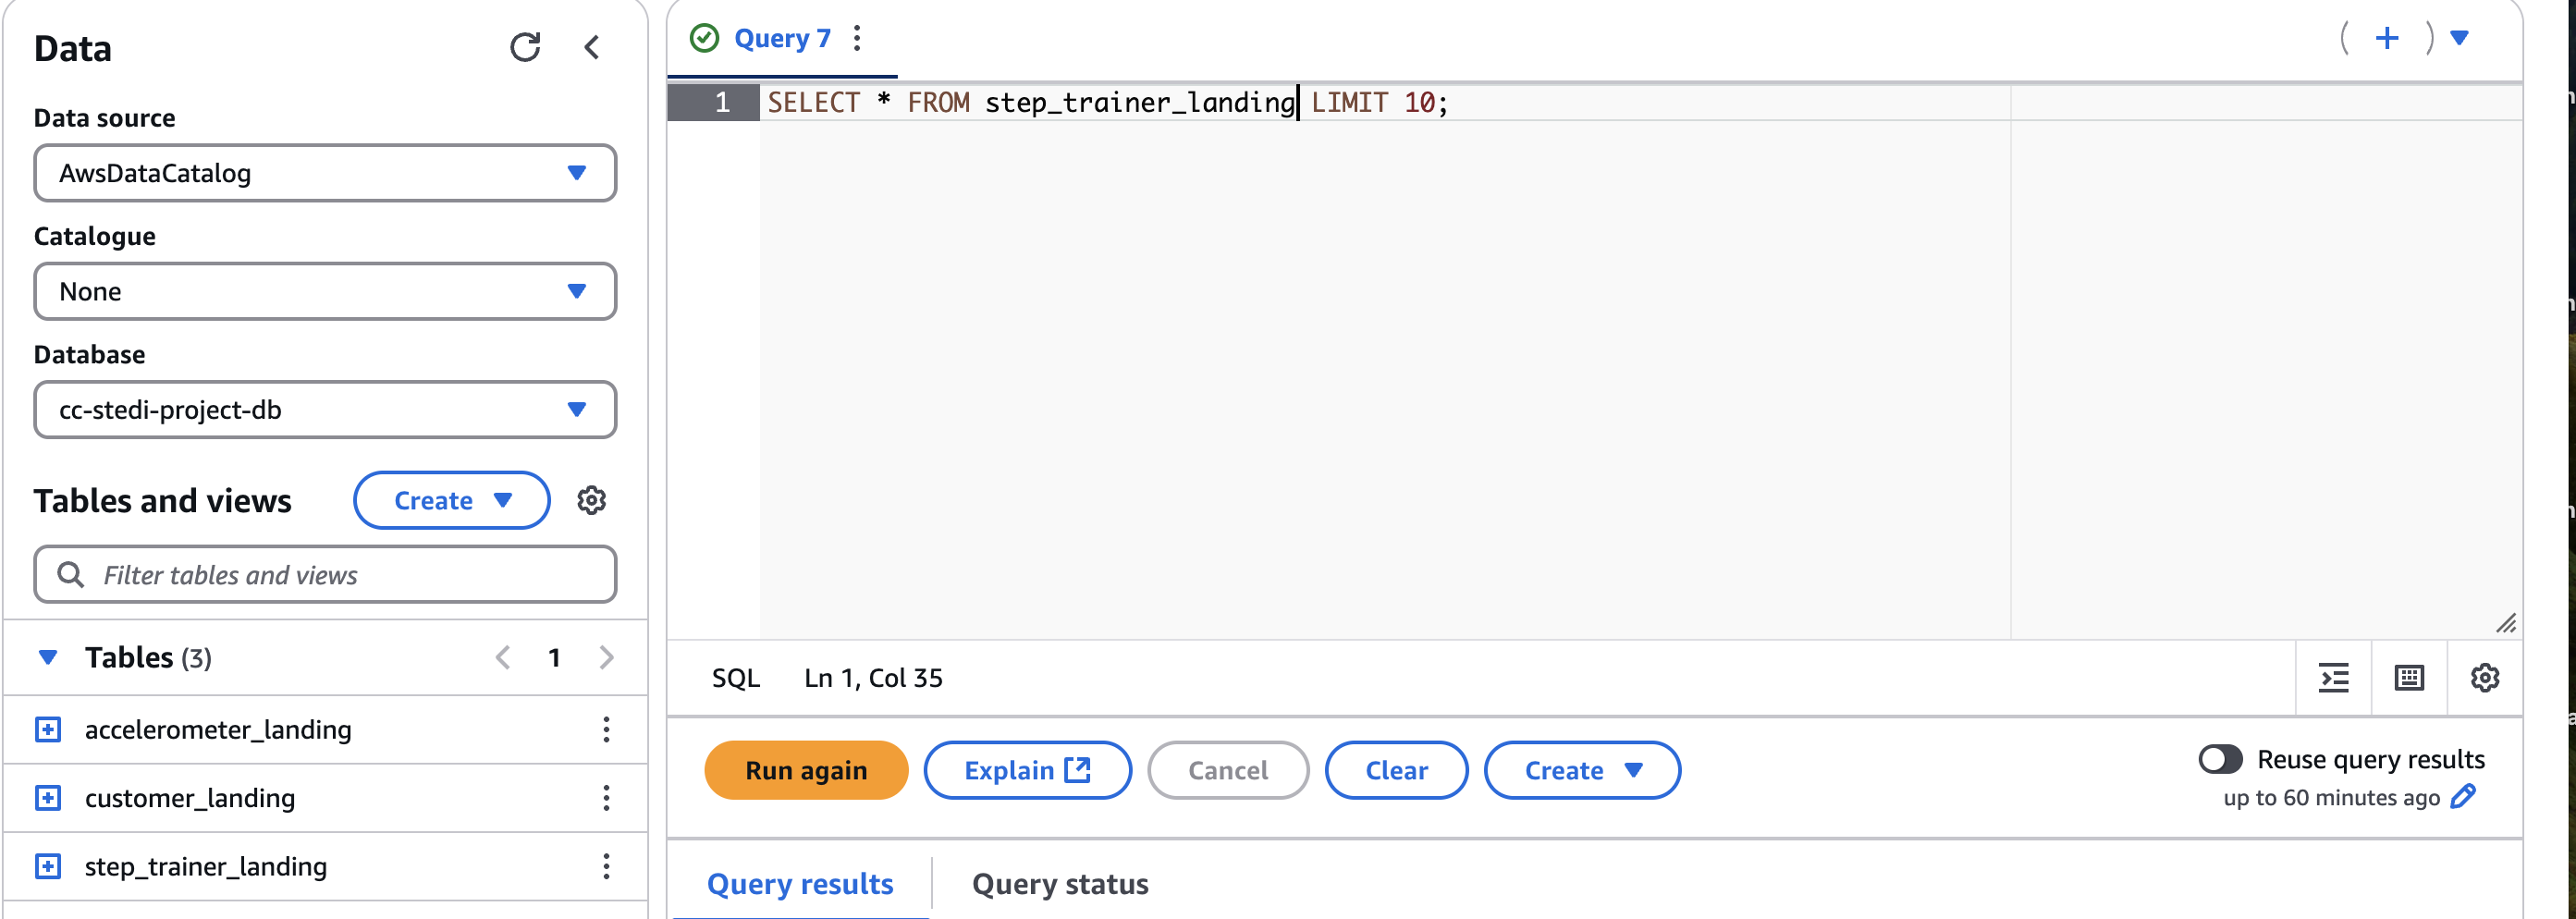 Data
Data source
AwsDataCatalog
Catalogue
None
Database
cc-stedi-project-db
Tables and views
Create
Filter tables and views
Tables (3)
1
accelerometer_landing
customer_landing
step_trainer_landing
Query 7
1 SELECT * FROM step_trainer_landing LIMIT 10;
SQL
Ln 1, Col 35
Run again
Explain
Cancel
Clear
Create
Reuse query results
up to 60 minutes ago
Query results
Query status